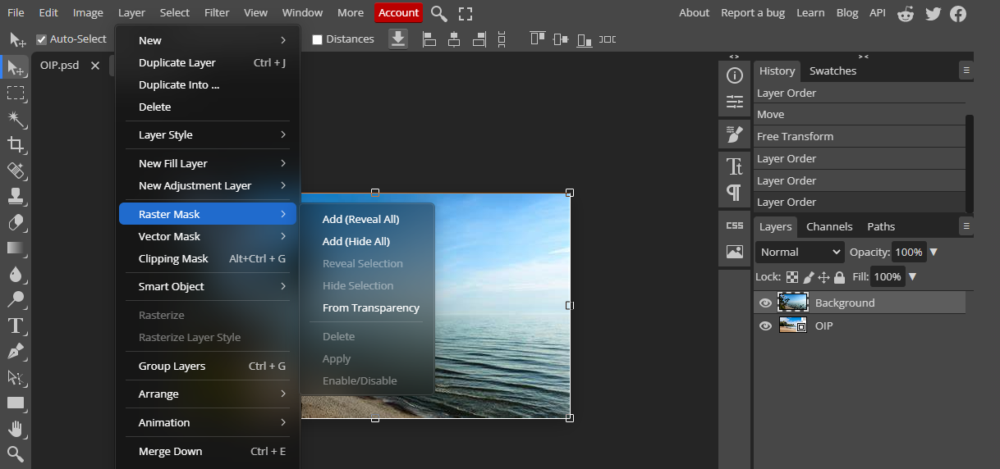 File Edit Image Layer Select Filter View Window More Account About Report a bug Learn Blog API
Auto-Select Distances
OIP.psd
New
Duplicate Layer Ctrl + J
Duplicate Into ...
Delete
Layer Style
New Fill Layer
New Adjustment Layer
Raster Mask
Vector Mask
Clipping Mask Alt+Ctrl + G
Smart Object
Rasterize
Rasterize Layer Style
Group Layers Ctrl + G
Arrange
Animation
Merge Down Ctrl + E
Add (Reveal All)
Add (Hide All)
Reveal Selection
Hide Selection
From Transparency
Delete
Apply
Enable/Disable
< > > <
CSS
History Swatches
Layer Order
Move
Free Transform
Layer Order
Layer Order
Layer Order
Layers Channels Paths
Normal Opacity: 100%
Lock: Fill: 100%
Background
OIP